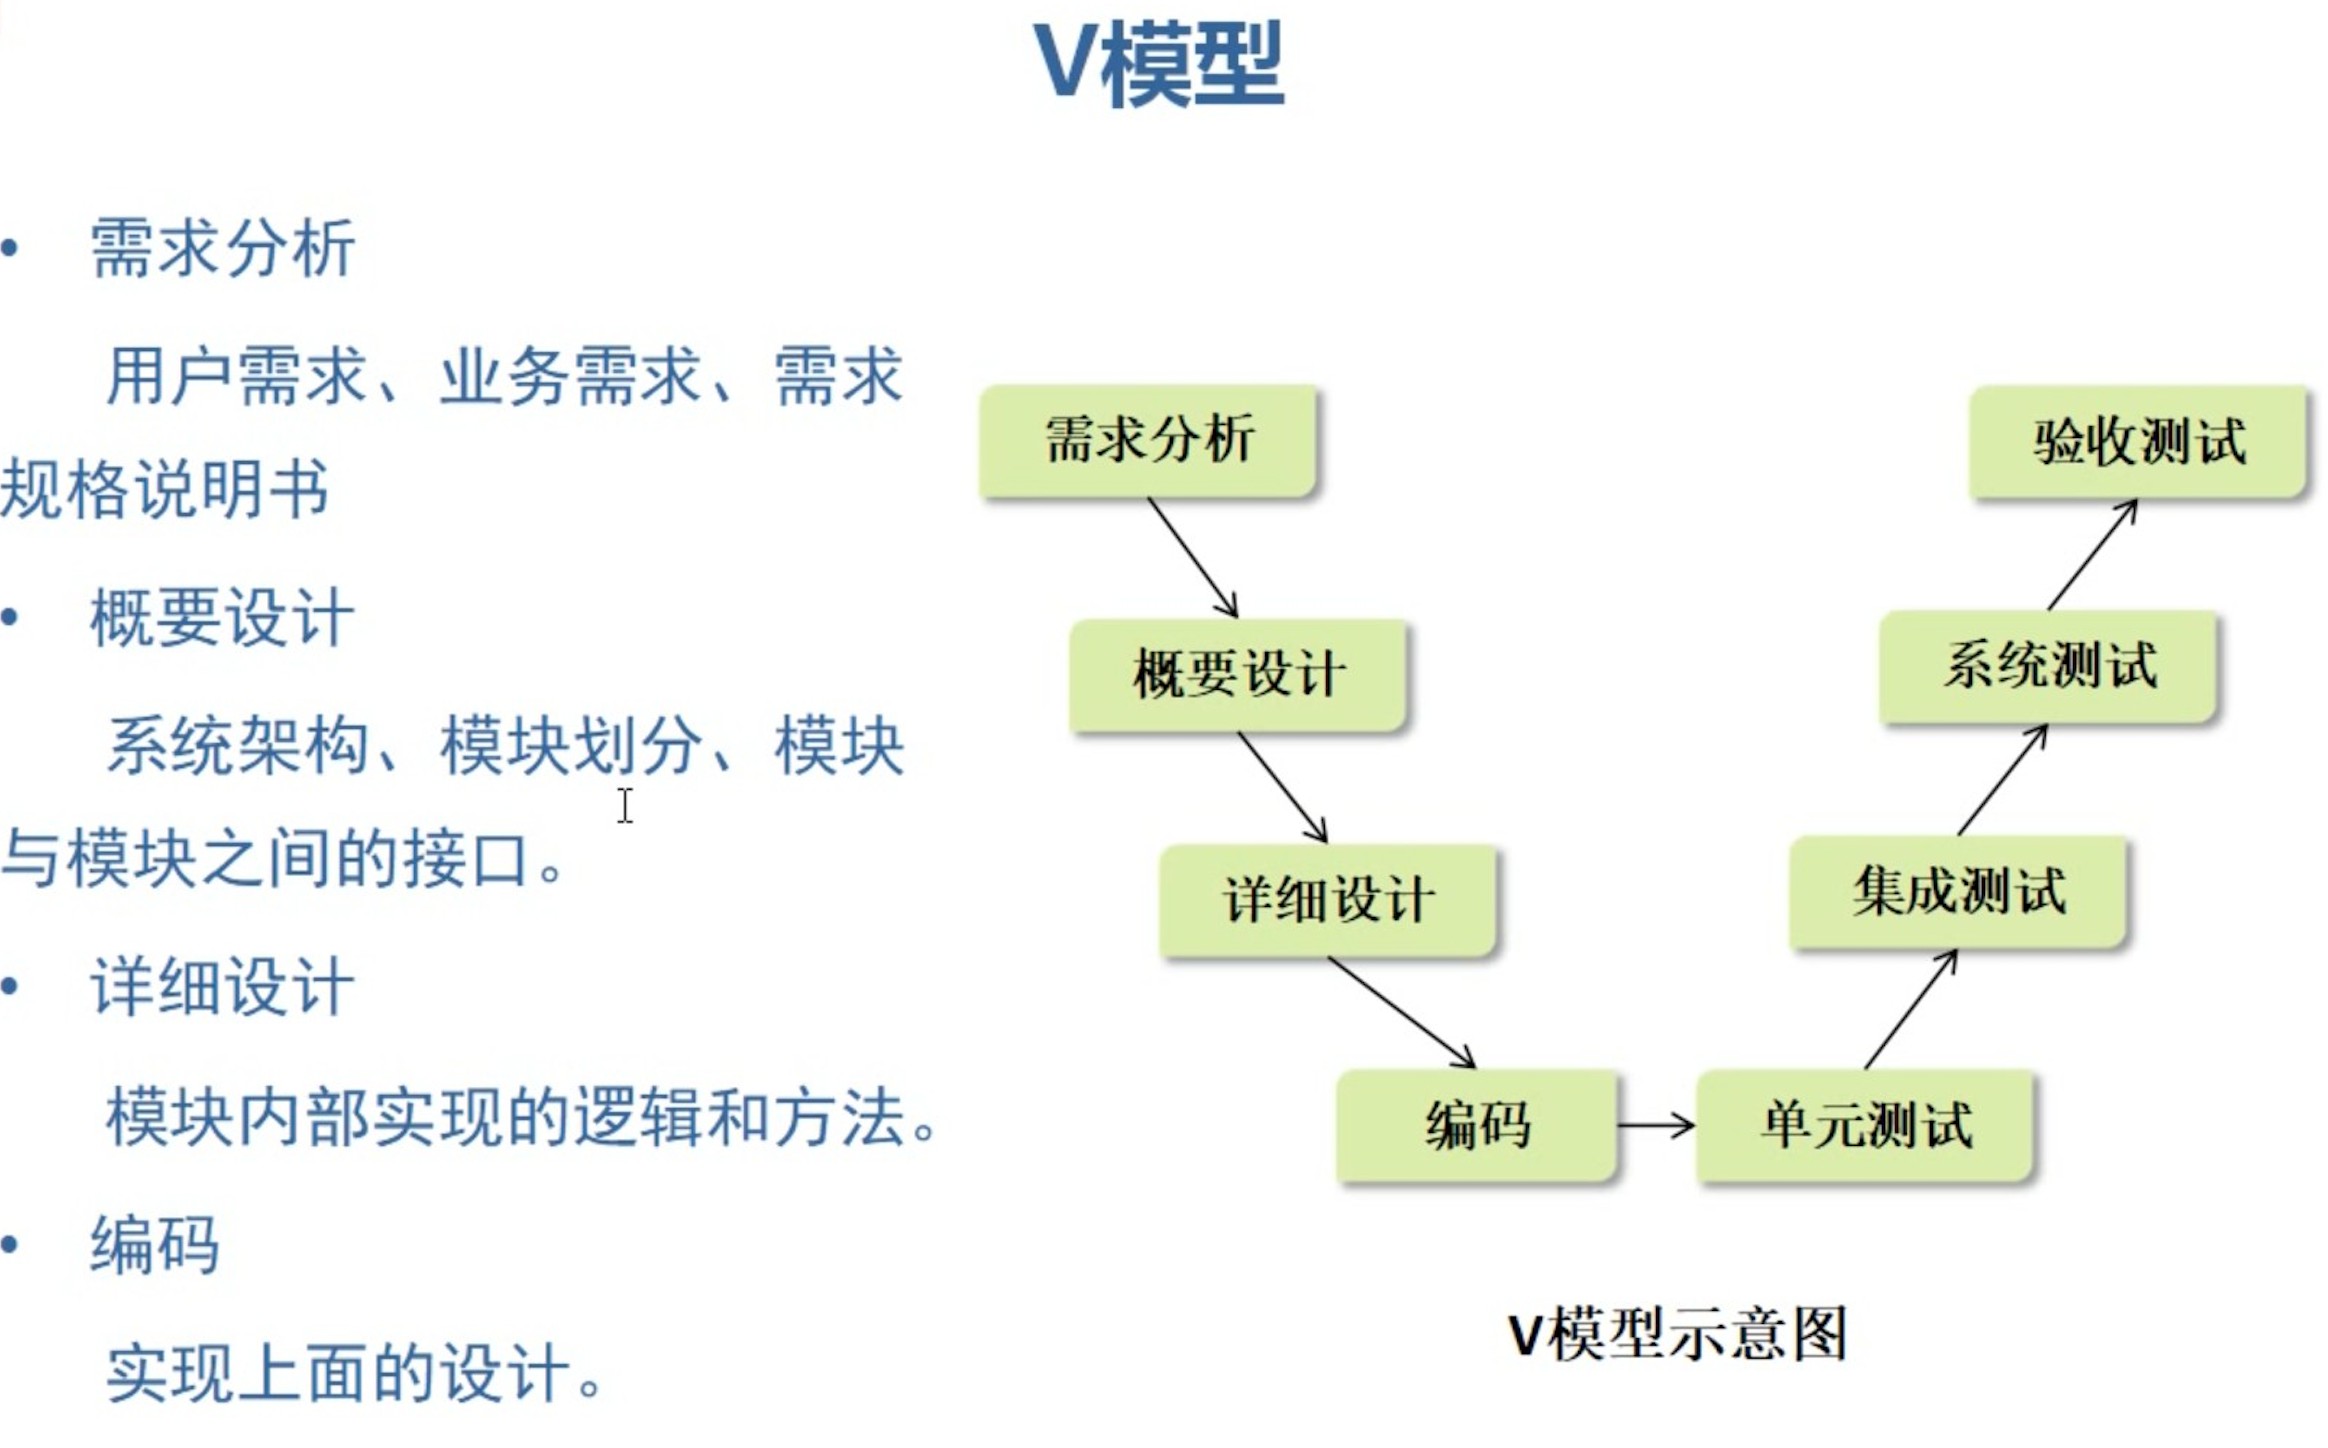 V模型
• 需求分析
用户需求、业务需求、需求
规格说明书
• 概要设计
系统架构、模块划分、模块
与模块之间的接口。
• 详细设计
模块内部实现的逻辑和方法。
• 编码
实现上面的设计。
需求分析
概要设计
详细设计
编码
单元测试
集成测试
系统测试
验收测试
V模型示意图